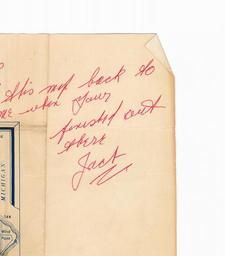 this map back to
me when your
finished out
there
Jack
MICHIGAN